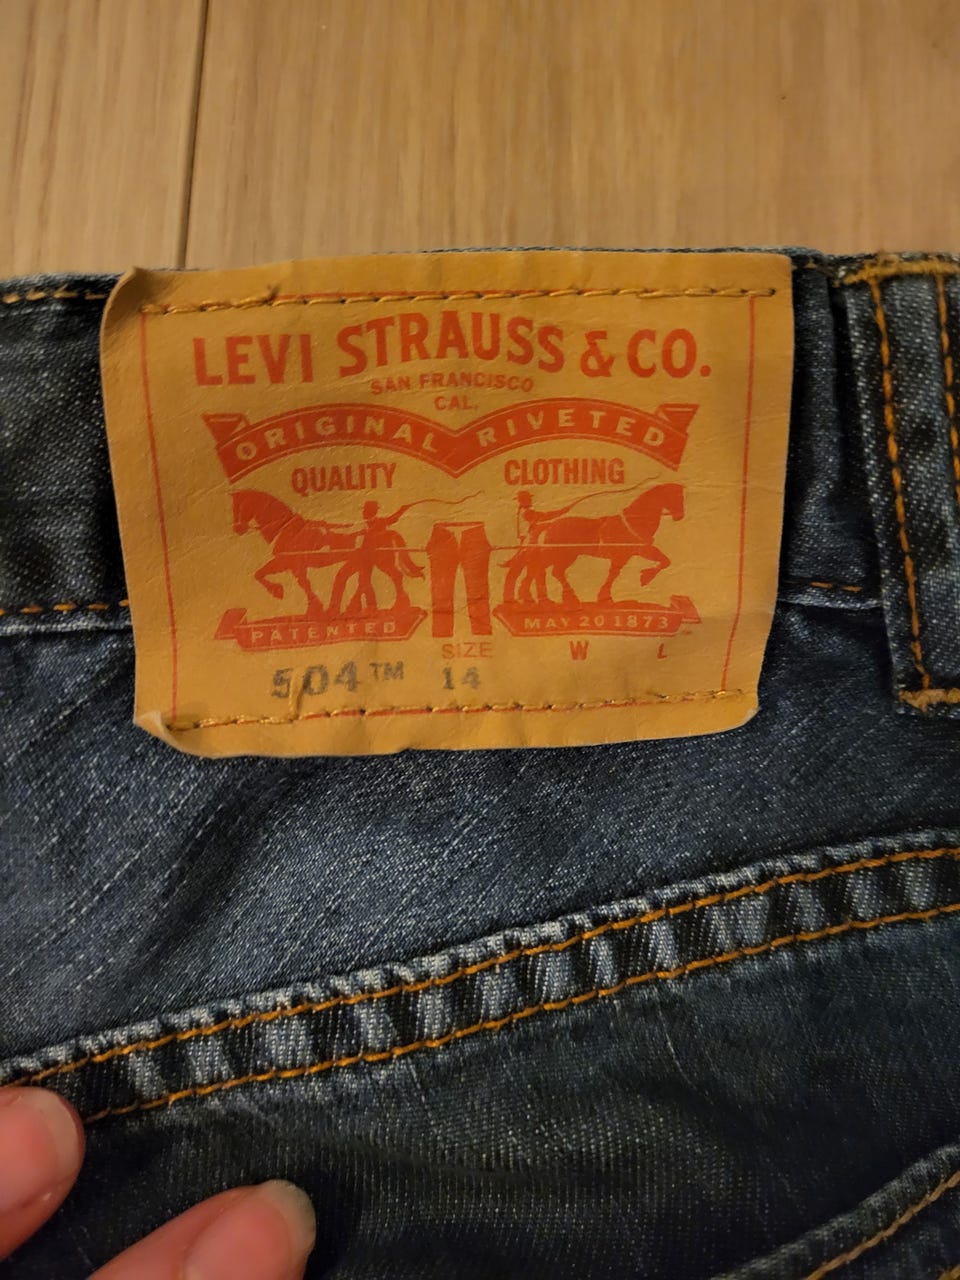 LEVI STRAUSS & CO.
SAN FRANCISCO
CAL.
ORIGINAL RIVETED
QUALITY CLOTHING
PATENTED MAY 20 1873
SIZE W L
504™ 14